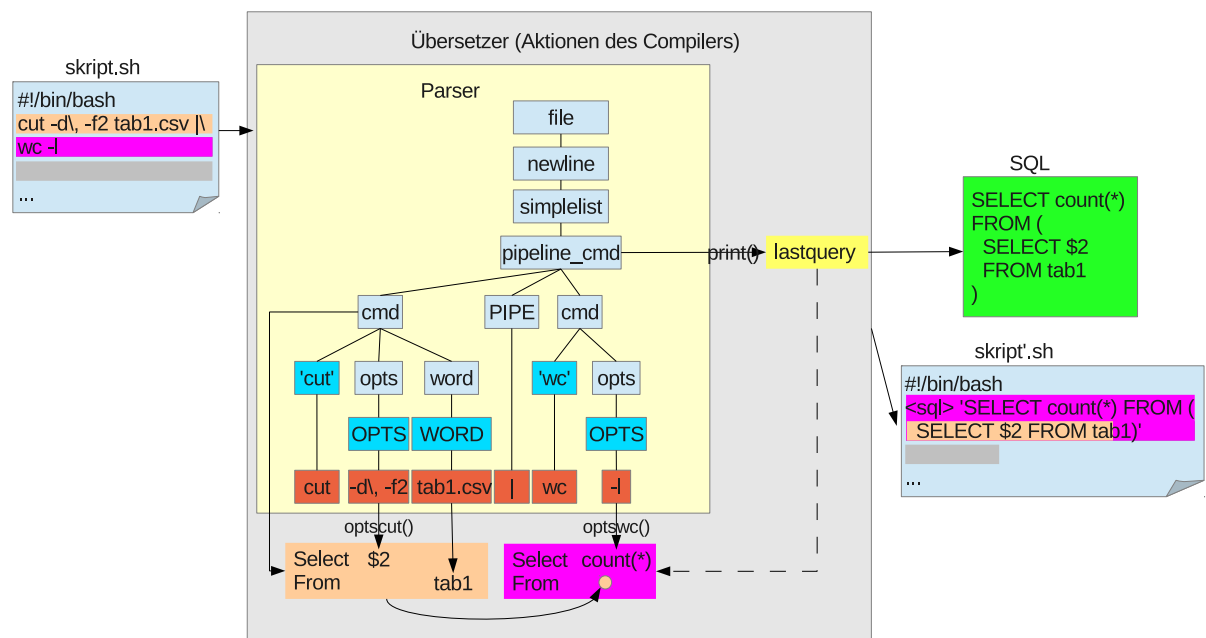 Übersetzer (Aktionen des Compilers)
skript.sh
#!/bin/bash
cut -d\, -f2 tab1.csv |\
wc -l
...
Parser
file
newline
simplelist
pipeline_cmd
print()
lastquery
cmd
PIPE
cmd
'cut'
opts
word
'wc'
opts
OPTS
WORD
OPTS
cut
-d\, -f2
tab1.csv
|
wc
-l
optscut()
optswc()
Select $2
From tab1
Select count(*)
From
SQL
SELECT count(*)
FROM (
SELECT $2
FROM tab1
)
skript'.sh
#!/bin/bash
<sql> 'SELECT count(*) FROM (
SELECT $2 FROM tab1)'
...